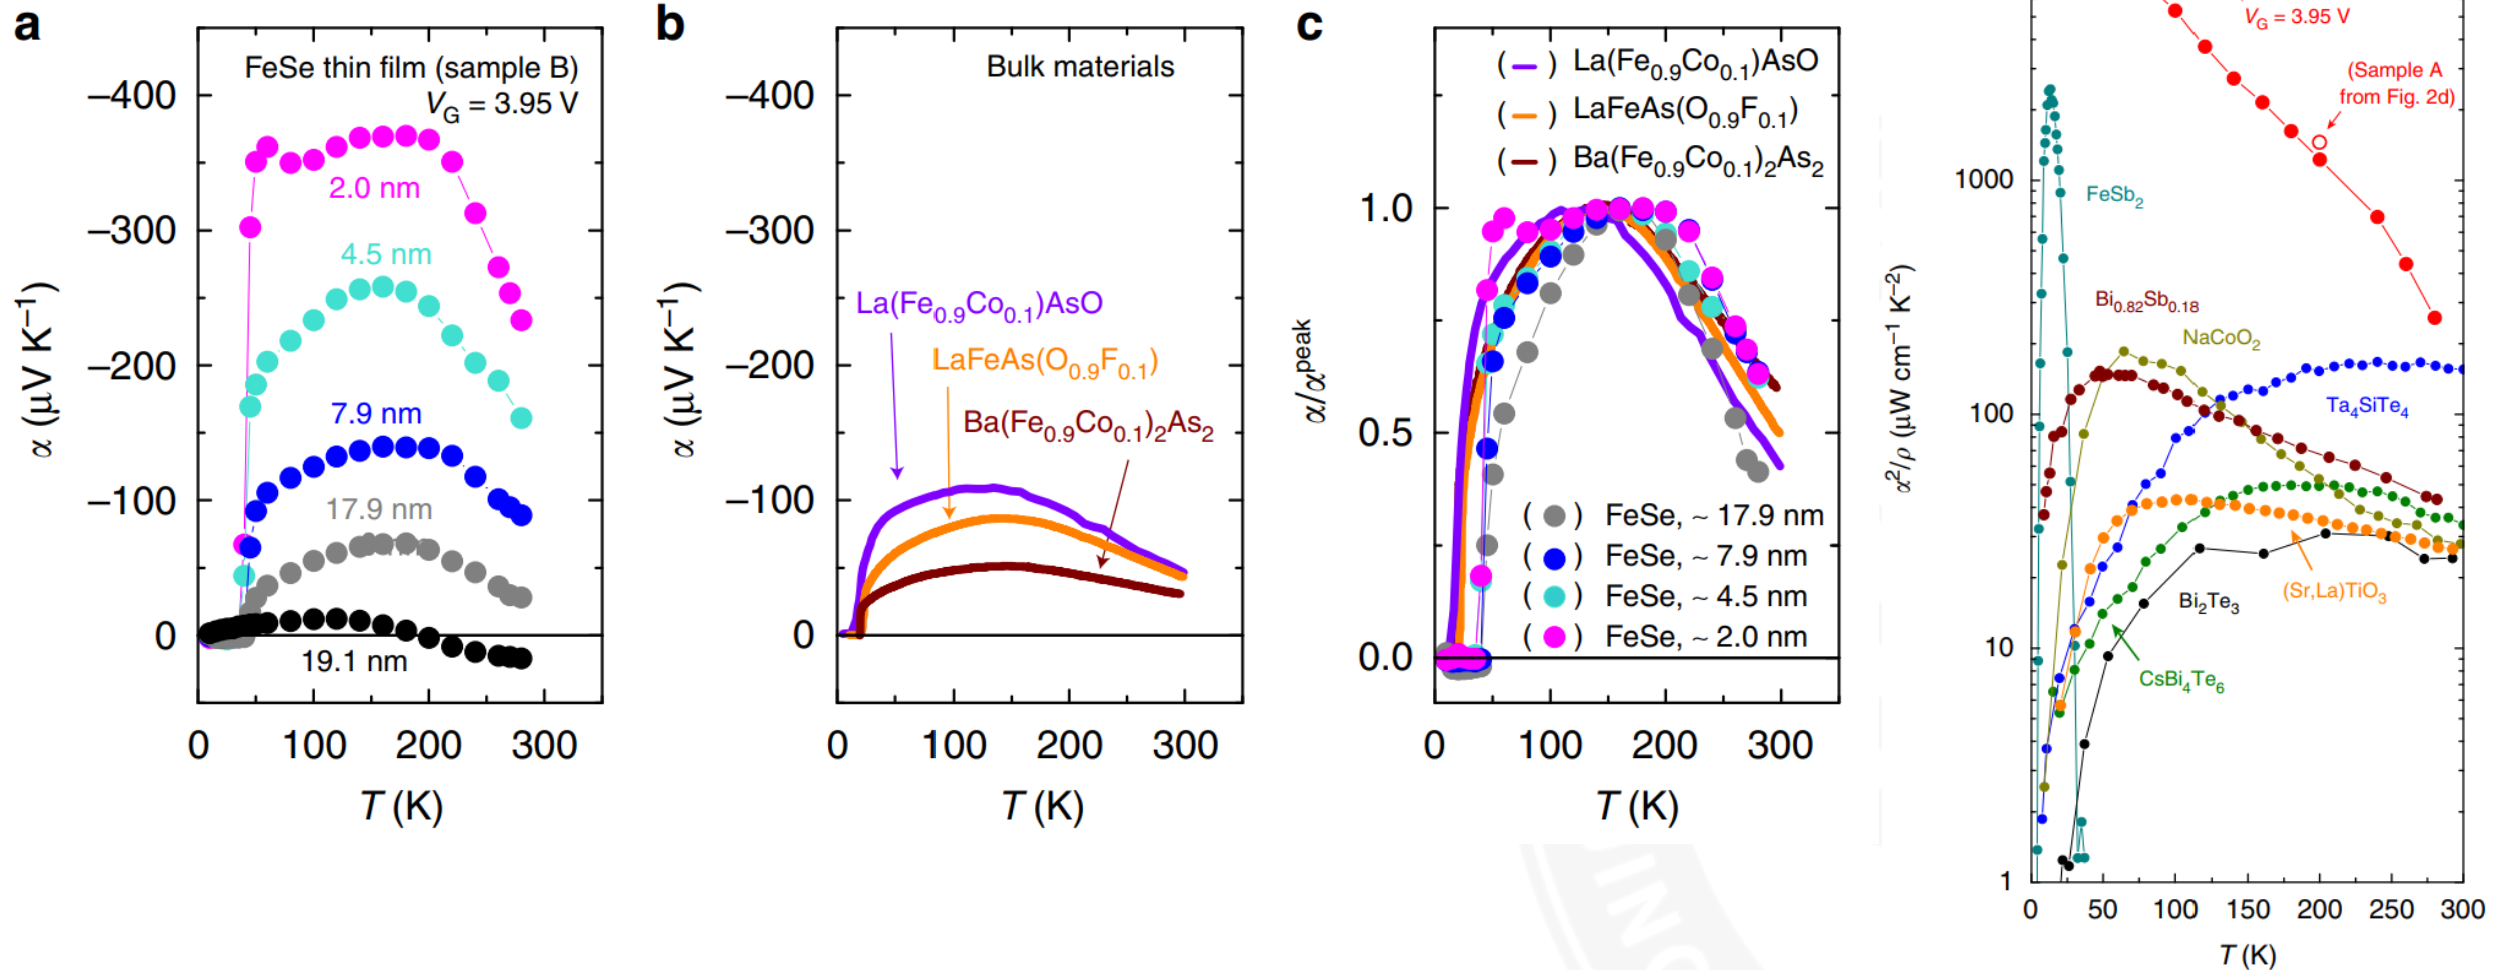 a
FeSe thin film (sample B)
V_G = 3.95 V
−400
−300
−200
−100
0
α (μV K⁻¹)
2.0 nm
4.5 nm
7.9 nm
17.9 nm
19.1 nm
0 100 200 300
T (K)
b
Bulk materials
−400
−300
−200
−100
0
α (μV K⁻¹)
La(Fe₀.₉Co₀.₁)AsO
LaFeAs(O₀.₉F₀.₁)
Ba(Fe₀.₉Co₀.₁)₂As₂
0 100 200 300
T (K)
c
( ) La(Fe₀.₉Co₀.₁)AsO
( ) LaFeAs(O₀.₉F₀.₁)
( ) Ba(Fe₀.₉Co₀.₁)₂As₂
1.0
0.5
0.0
α/α^peak
( ) FeSe, ~ 17.9 nm
( ) FeSe, ~ 7.9 nm
( ) FeSe, ~ 4.5 nm
( ) FeSe, ~ 2.0 nm
0 100 200 300
T (K)
V_G = 3.95 V
(Sample A
from Fig. 2d)
1000
100
10
1
α²/ρ (μW cm⁻¹ K⁻²)
FeSb₂
Bi₀.₈₂Sb₀.₁₈
NaCoO₂
Ta₄SiTe₄
(Sr,La)TiO₃
Bi₂Te₃
CsBi₄Te₆
0 50 100 150 200 250 300
T (K)